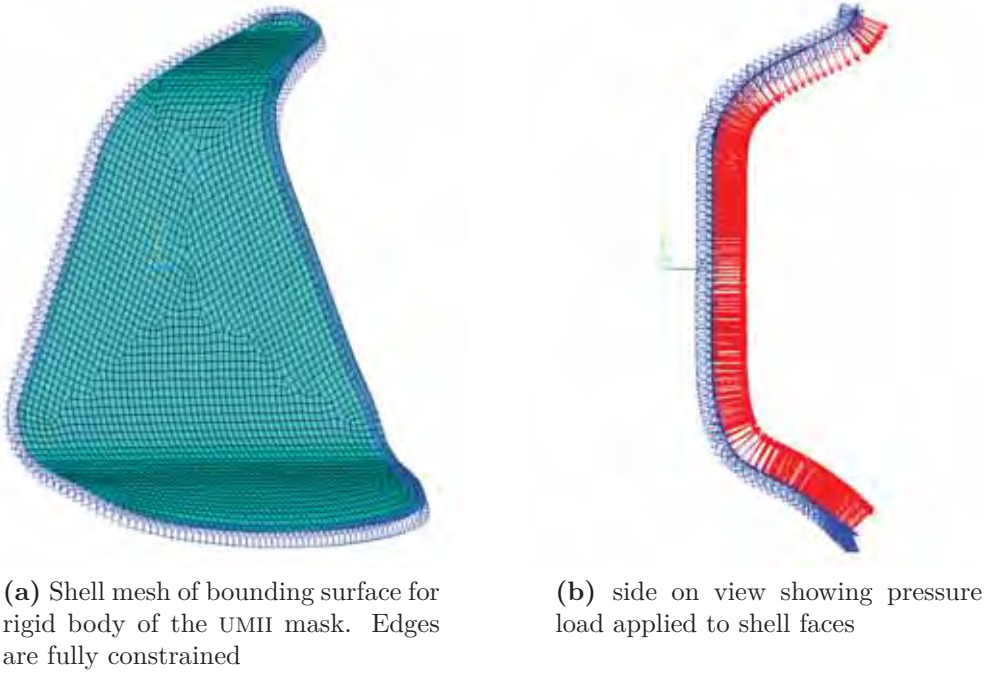 (a) Shell mesh of bounding surface for
rigid body of the UMII mask. Edges
are fully constrained
(b) side on view showing pressure
load applied to shell faces